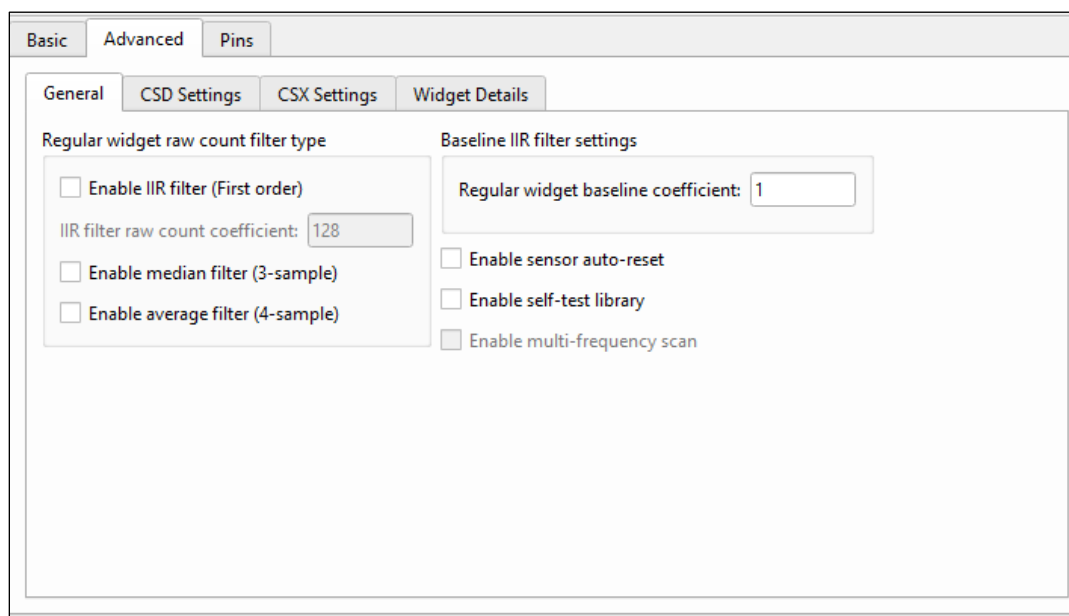 Basic Advanced Pins
General CSD Settings CSX Settings Widget Details
Regular widget raw count filter type
Enable IIR filter (First order)
IIR filter raw count coefficient: 128
Enable median filter (3-sample)
Enable average filter (4-sample)
Baseline IIR filter settings
Regular widget baseline coefficient: 1
Enable sensor auto-reset
Enable self-test library
Enable multi-frequency scan